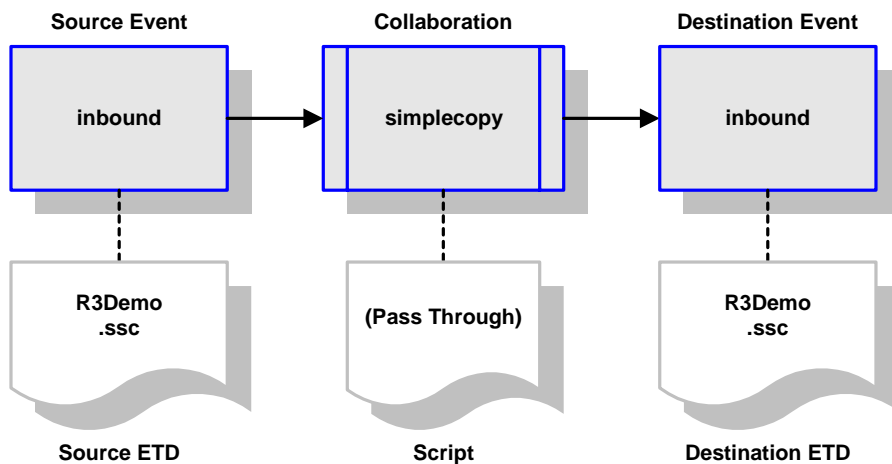 Source Event
Collaboration
Destination Event
inbound
simplecopy
inbound
R3Demo
.ssc
(Pass Through)
R3Demo
.ssc
Source ETD
Script
Destination ETD